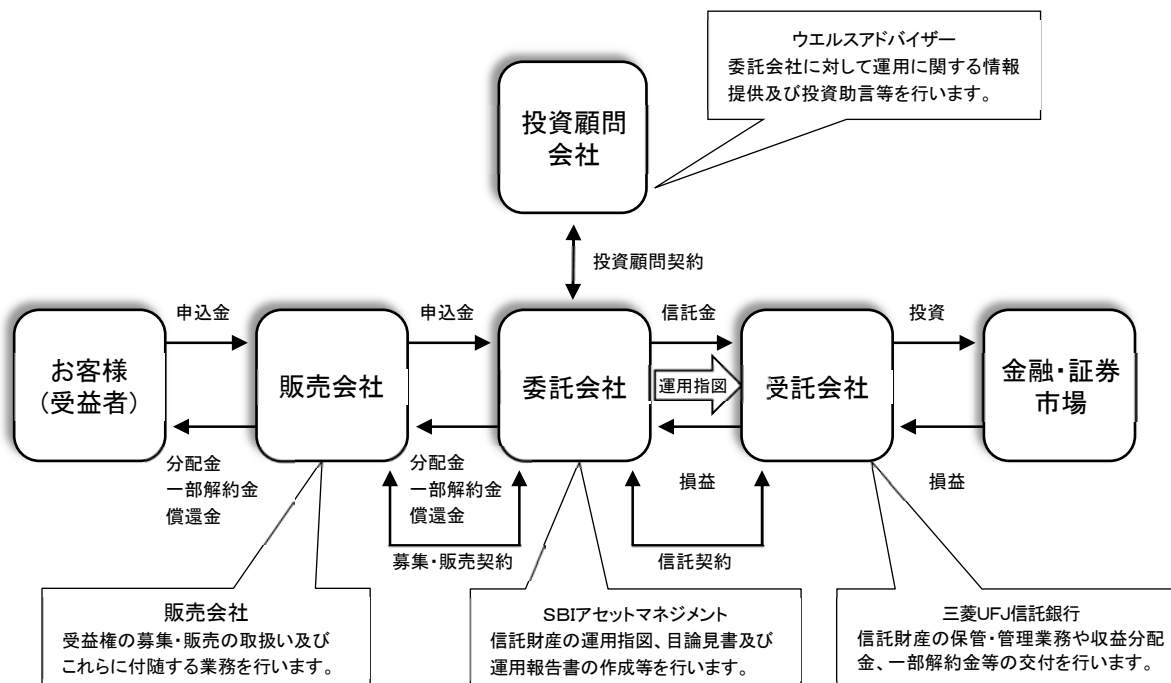 ウエルスアドバイザー
委託会社に対して運用に関する情報
提供及び投資助言等を行います。
投資顧問
会社
投資顧問契約
申込金
申込金
信託金
投資
お客様
(受益者)
販売会社
委託会社
運用指図
受託会社
金融・証券
市場
分配金
一部解約金
償還金
分配金
一部解約金
償還金
損益
損益
募集・販売契約
信託契約
販売会社
受益権の募集・販売の取扱い及び
これらに付随する業務を行います。
SBIアセットマネジメント
信託財産の運用指図、目論見書及び
運用報告書の作成等を行います。
三菱UFJ信託銀行
信託財産の保管・管理業務や収益分配
金、一部解約金等の交付を行います。